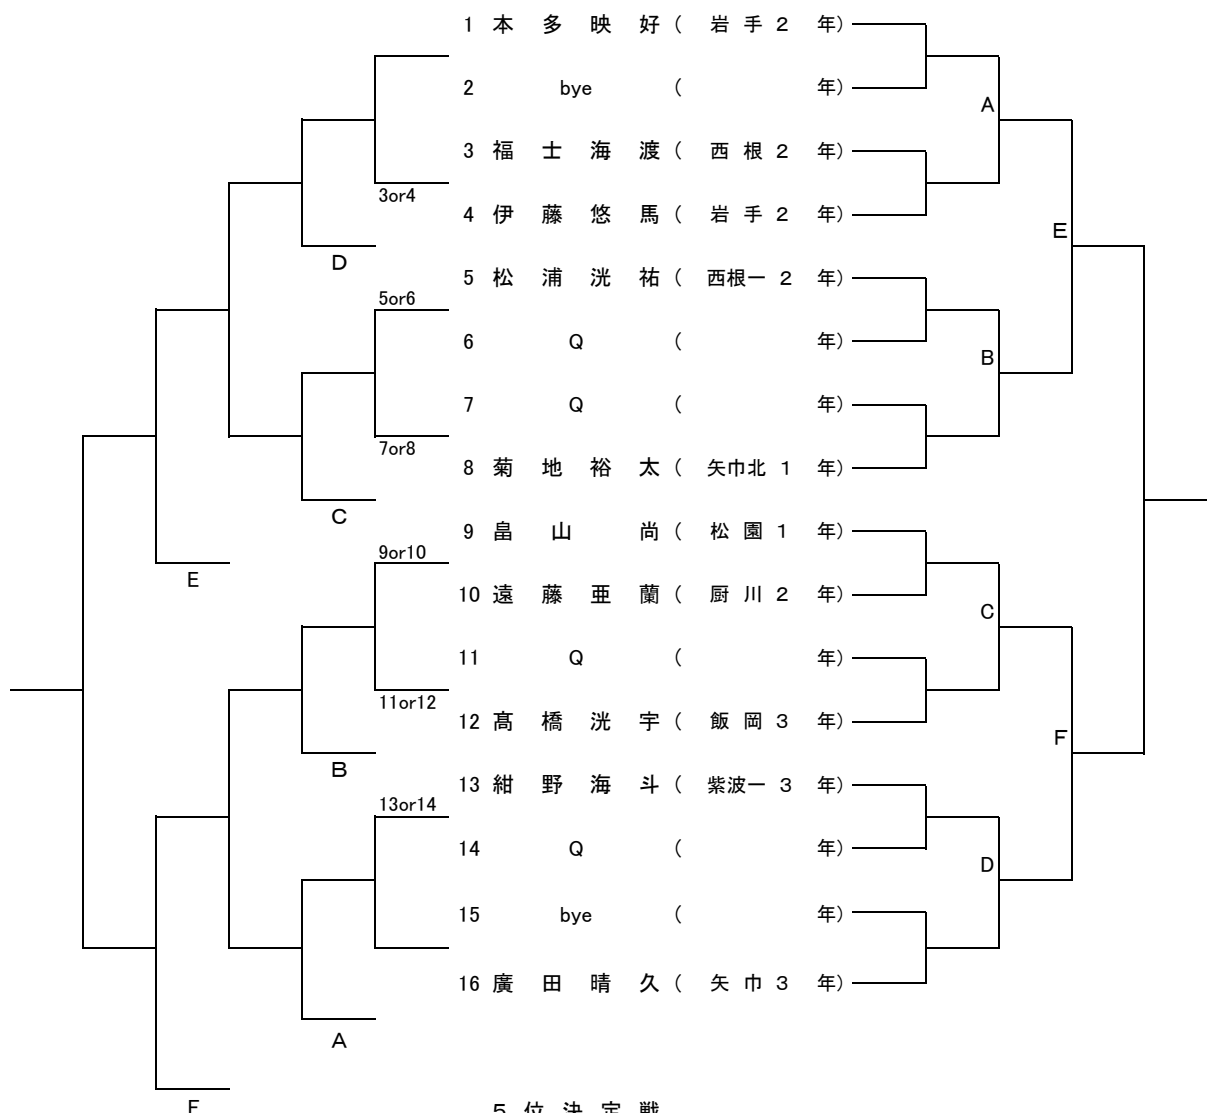 1 本多映好(岩手2 年)
2 bye ( 年)
A
3 福士海渡(西根2 年)
3or4
4 伊藤悠馬(岩手2 年)
E
D
5 松浦洸祐(西根一 2 年)
5or6
6 Q ( 年)
B
7 Q ( 年)
7or8
8 菊地裕太(矢巾北 1 年)
C
9 畠山 尚(松園1 年)
9or10
E
10 遠藤亜蘭(厨川2 年)
C
11 Q ( 年)
11or12
12 髙橋洸宇(飯岡3 年)
F
B
13 紺野海斗(紫波一 3 年)
13or14
14 Q ( 年)
D
15 bye ( 年)
16 廣田晴久(矢巾3 年)
A
F
5位決定戦